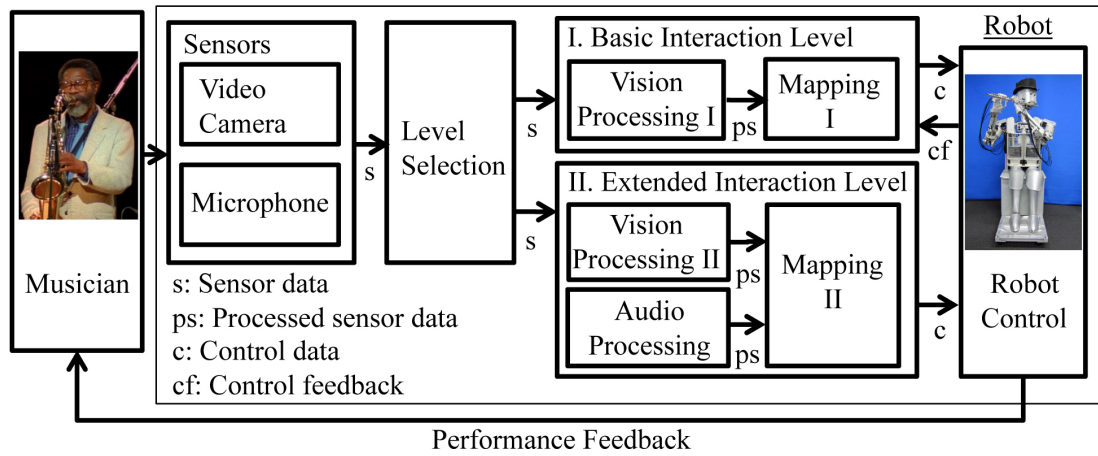 Musician
Sensors
Video
Camera
Microphone
s
Level
Selection
s
s
I. Basic Interaction Level
Vision
Processing I
ps
Mapping
I
II. Extended Interaction Level
Vision
Processing II
ps
Audio
Processing
ps
Mapping
II
c
cf
c
Robot
Robot
Control
s: Sensor data
ps: Processed sensor data
c: Control data
cf: Control feedback
Performance Feedback